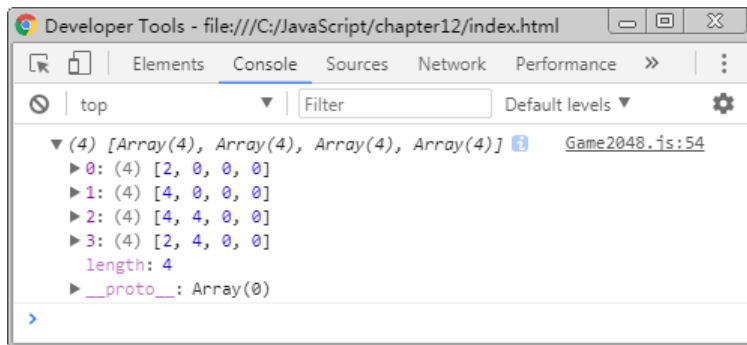 Developer Tools - file:///C:/JavaScript/chapter12/index.html
Elements Console Sources Network Performance »
top ▼ Filter Default levels ▼
▼ (4) [Array(4), Array(4), Array(4), Array(4)] i Game2048.js:54
▶ 0: (4) [2, 0, 0, 0]
▶ 1: (4) [4, 0, 0, 0]
▶ 2: (4) [4, 4, 0, 0]
▶ 3: (4) [2, 4, 0, 0]
length: 4
▶ __proto__: Array(0)
>